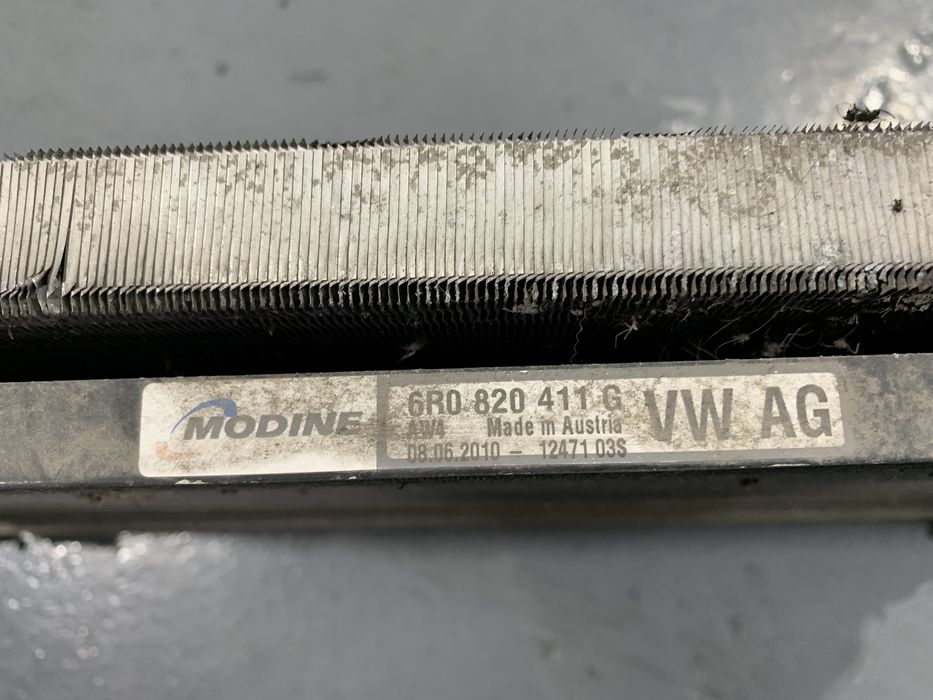 MODINE
6R0 820 411 G
AW4 Made in Austria
08.06.2010 - 12471 03S
VW AG